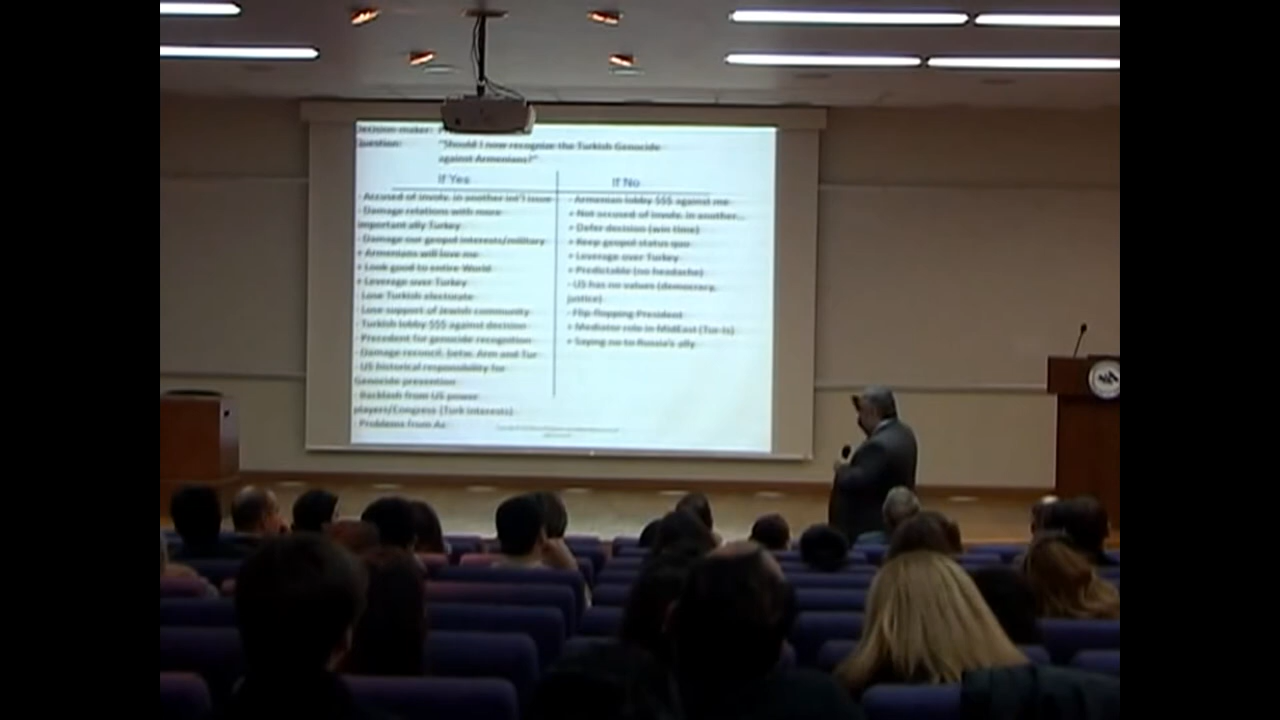 Decision-maker:
Question: "Should I now recognize the Turkish Genocide
against Armenians?"
If Yes
- Accused of involv. in another int'l issue
- Damage relations with more
important ally Turkey
- Damage our geopol interests/military
+ Armenians will love me
+ Look good to entire World
+ Leverage over Turkey
- Lose Turkish electorate
- Lose support of Jewish community
- Turkish lobby $$$ against decision
- Precedent for genocide recognition
- Damage reconcil. betw. Arm and Tur
- US historical responsibility for
Genocide prevention
- Backlash from US power
players/Congress (Turk interests)
- Problems from
If No
- Armenian lobby $$$ against me
+ Not accused of involv. in another...
+ Defer decision (win time)
+ Keep geopol status quo
+ Leverage over Turkey
+ Predictable (no headache)
- US has no values (democracy,
justice)
- Flip-flopping President
+ Mediator role in MidEast (Tur-Is)
+ Saying no to Russia's ally